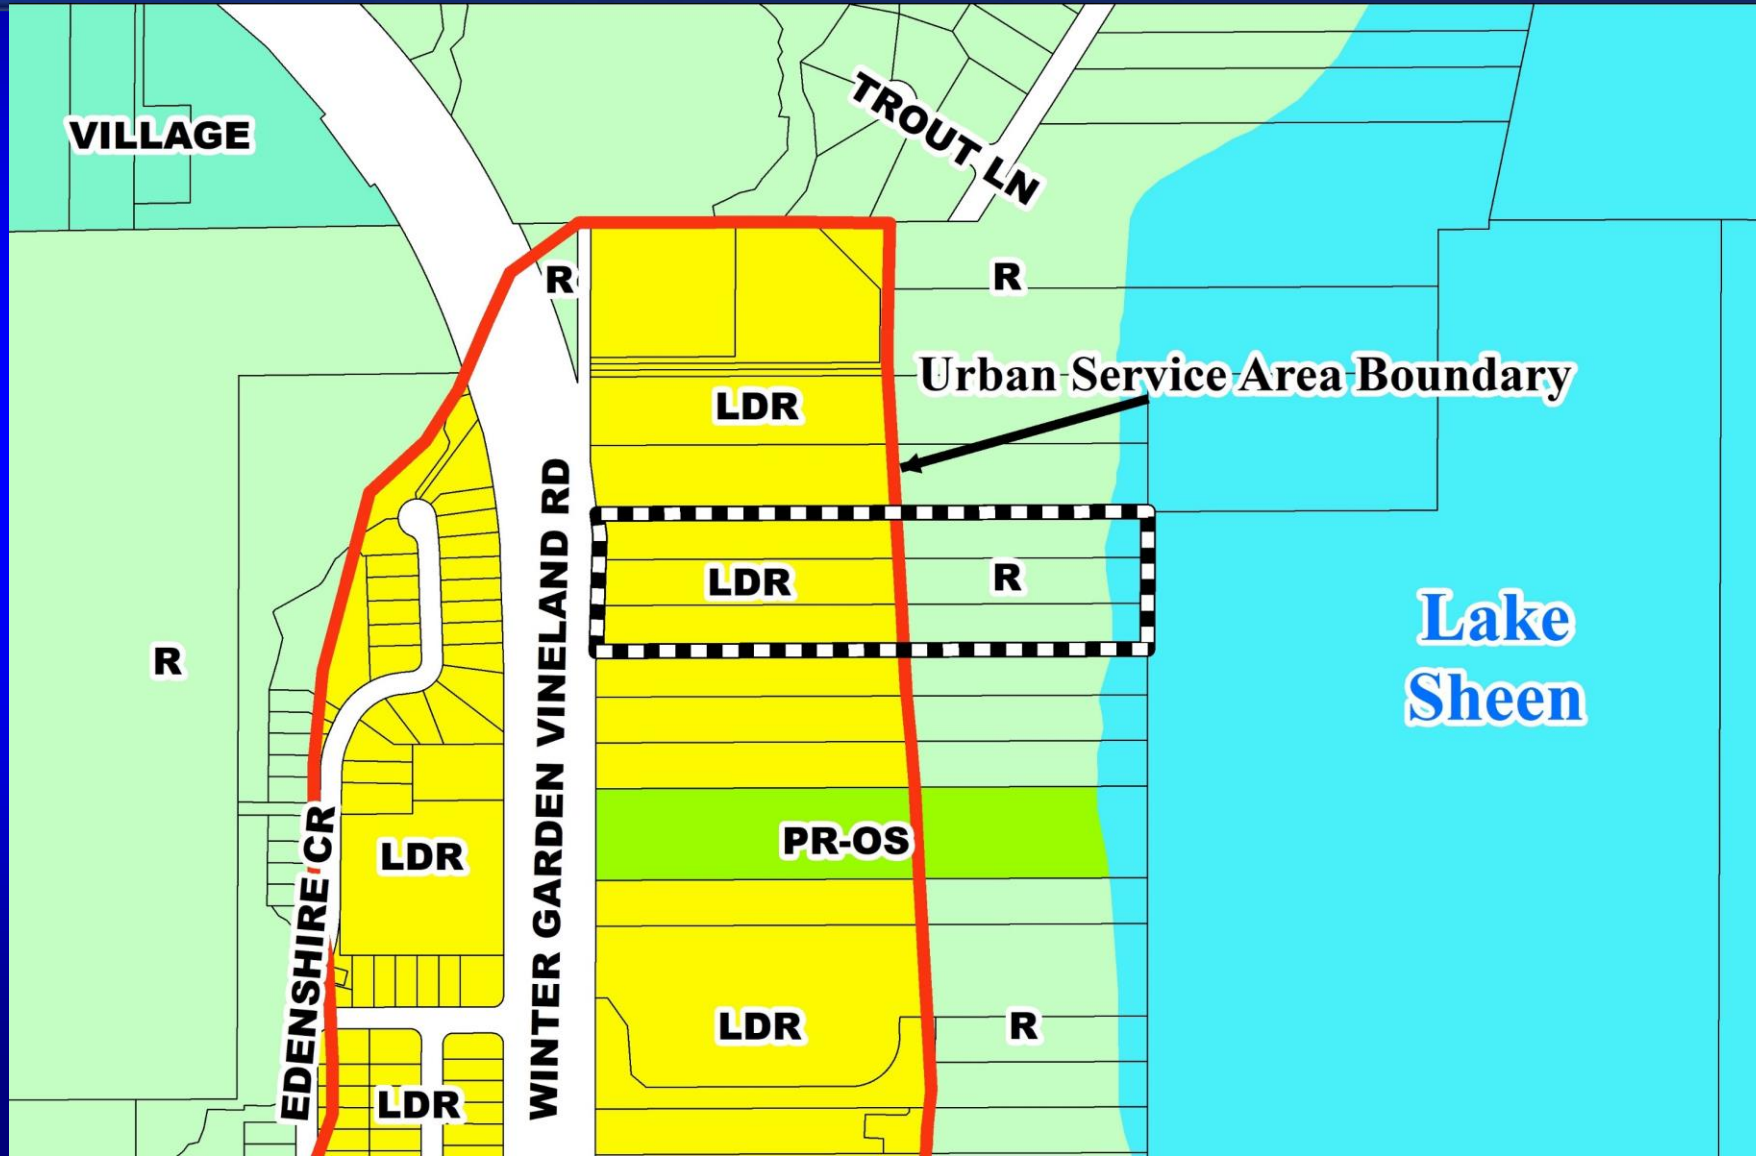 VILLAGE
TROUT LN
R
R
Urban Service Area Boundary
LDR
WINTER GARDEN VINELAND RD
LDR
R
Lake
Sheen
R
PR-OS
LDR
EDENSHIRE CR
LDR
R
LDR